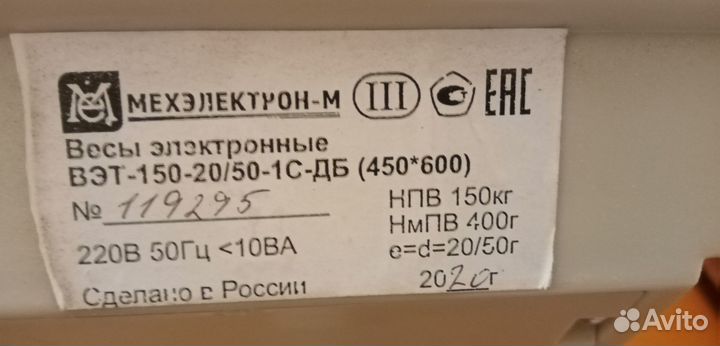 МЕХЭЛЕКТРОН-М III ЕАС
Весы электронные
ВЭТ-150-20/50-1С-ДБ (450*600)
№ 119295
НПВ 150кг
НмПВ 400г
220В 50Гц <10ВА
e=d=20/50г
Сделано в России
2020г
Avito